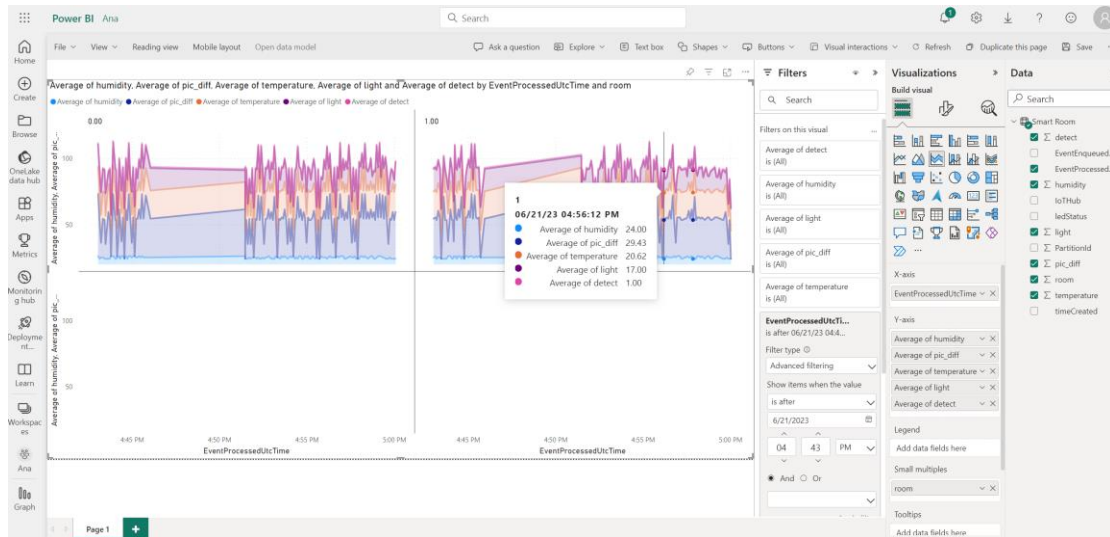 Power BI Ana
Search
File View Reading view Mobile layout Open data model
Ask a question Explore Text box Shapes Buttons Visual interactions Refresh Duplicate this page Save
Home
Create
Browse
OneLake
data hub
Apps
Metrics
Monitorin
g hub
Deployme
nt...
Learn
Workspac
es
Ana
Graph
Average of humidity, Average of pic_diff, Average of temperature, Average of light and Average of detect by EventProcessedUtcTime and room
Average of humidity Average of pic_diff Average of temperature Average of light Average of detect
0.00 1.00
Average of humidity, Average of pic_...
100
50
Average of humidity, Average of pic_...
100
50
1
06/21/23 04:56:12 PM
Average of humidity 24.00
Average of pic_diff 29.43
Average of temperature 20.62
Average of light 17.00
Average of detect 1.00
4:45 PM 4:50 PM 4:55 PM 5:00 PM 4:45 PM 4:50 PM 4:55 PM 5:00 PM
EventProcessedUtcTime EventProcessedUtcTime
Page 1
Filters
Search
Filters on this visual ...
Average of detect
is (All)
Average of humidity
is (All)
Average of light
is (All)
Average of pic_diff
is (All)
Average of temperature
is (All)
EventProcessedUtcTi...
is after 06/21/23 04:4...
Filter type
Advanced filtering
Show items when the value
is after
6/21/2023
04 43 PM
And Or
Visualizations
Build visual
X-axis
EventProcessedUtcTime
Y-axis
Average of humidity
Average of pic_diff
Average of temperature
Average of light
Average of detect
Legend
Add data fields here
Small multiples
room
Tooltips
Add data fields here
Data
Search
Smart Room
detect
EventEnqueued
EventProcessed
humidity
IoTHub
ledStatus
light
PartitionId
pic_diff
room
temperature
timeCreated